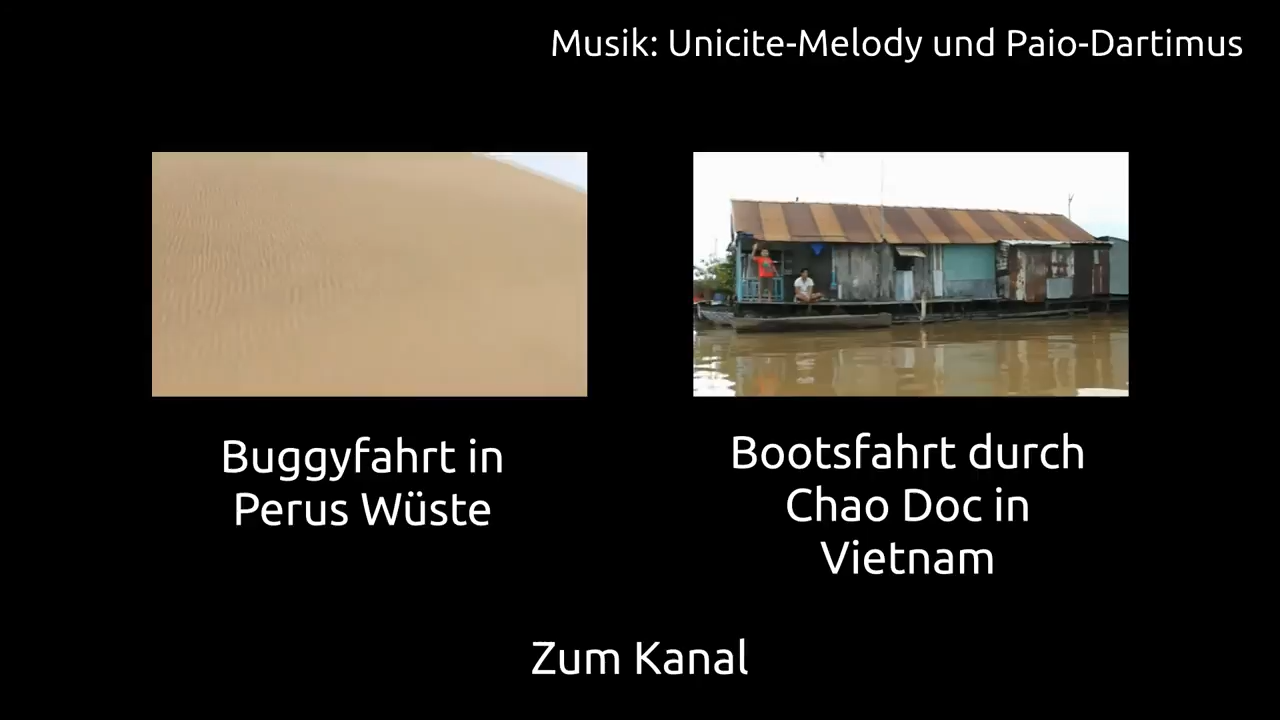 Musik: Unicite-Melody und Paio-Dartimus
Buggyfahrt in
Perus Wüste
Bootsfahrt durch
Chao Doc in
Vietnam
Zum Kanal